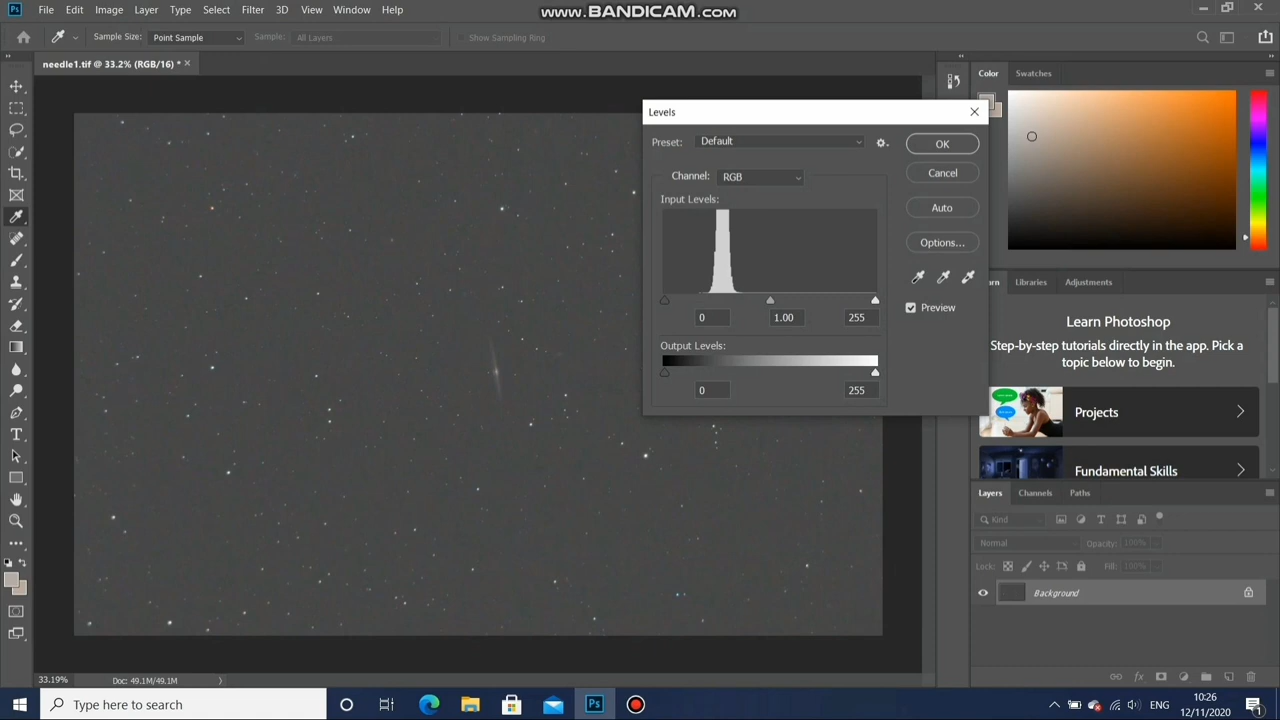 www.BANDICAM.com
Ps File Edit Image Layer Type Select Filter 3D View Window Help
Sample Size: Point Sample Sample: All Layers Show Sampling Ring
needle1.tif @ 33.2% (RGB/16) *
Levels
Preset: Default
OK
Channel: RGB
Cancel
Input Levels:
Auto
Options...
Preview
0 1.00 255
Output Levels:
0 255
Color Swatches
Libraries Adjustments
Learn Photoshop
Step-by-step tutorials directly in the app. Pick a
topic below to begin.
Projects
Fundamental Skills
Layers Channels Paths
Kind
Normal Opacity: 100%
Lock: Fill: 100%
Background
33.19% Doc: 49.1M/49.1M
Type here to search
Ps
ENG
10:26
12/11/2020
1